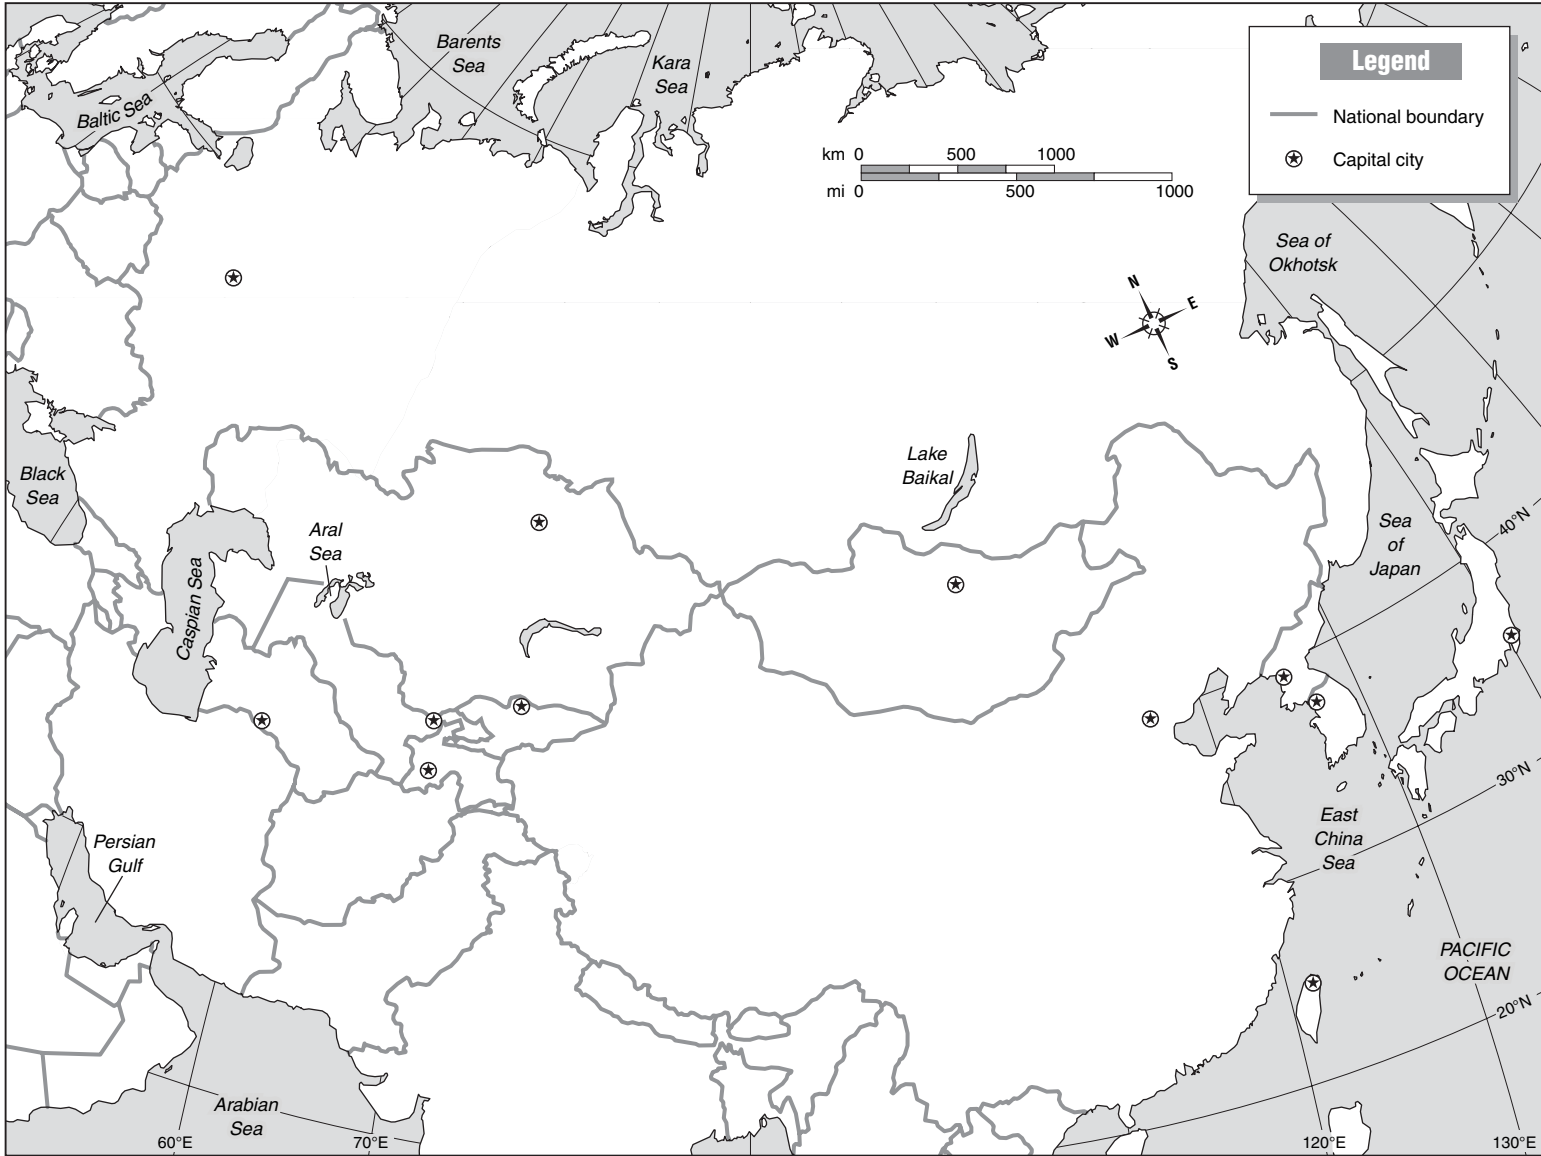 Barents
Sea
Kara
Sea
Baltic Sea
Legend
National boundary
Capital city
km 0 500 1000
mi 0 500 1000
Sea of
Okhotsk
N
E
W
S
Black
Sea
Lake
Baikal
Aral
Sea
Caspian Sea
Sea
of
Japan
40°N
30°N
Persian
Gulf
East
China
Sea
PACIFIC
OCEAN
20°N
Arabian
Sea
60°E
70°E
120°E
130°E